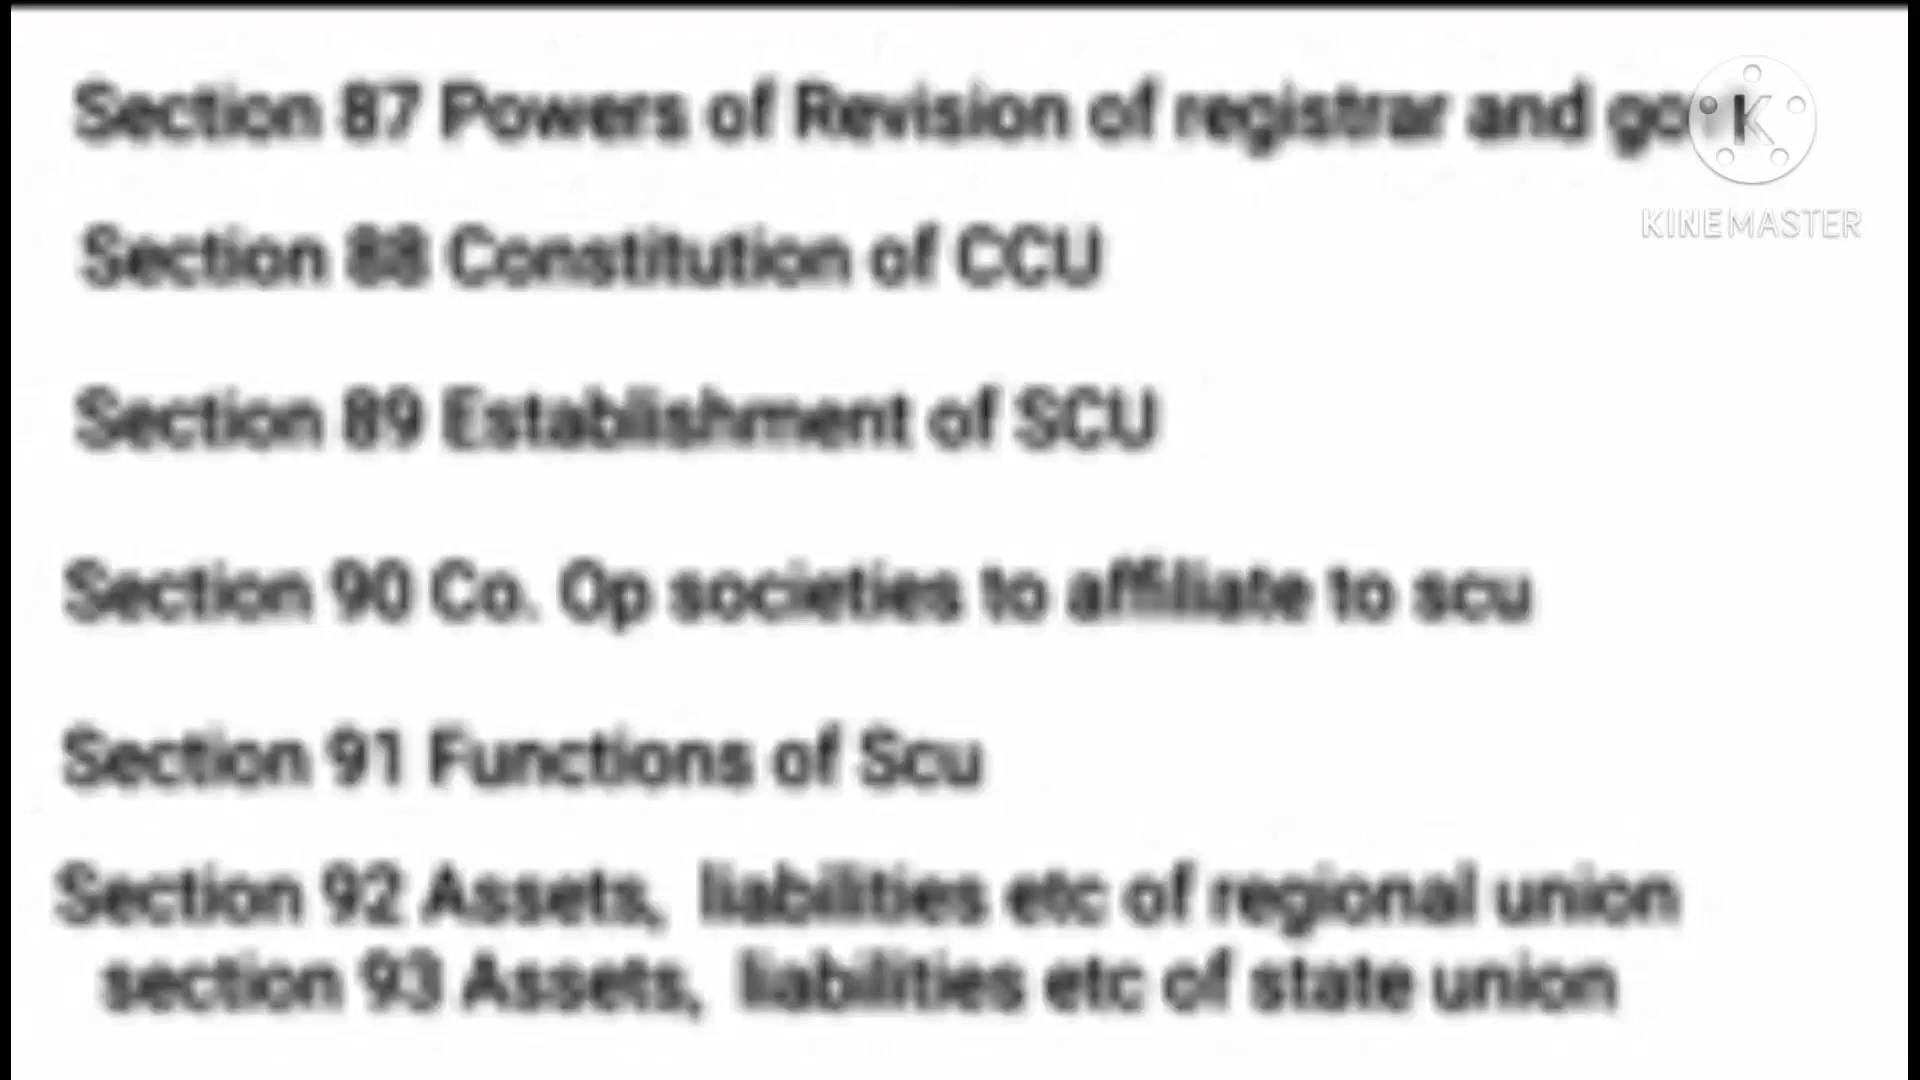 Section 87 Powers of Revision of registrar and
KINEMASTER
Section 88 Constitution of CCU
Section 89 Establishment of SCU
Section 90 Co. Op societies to affiliate to scu
Section 91 Functions of Scu
Section 92 Assets, liabilities etc of regional union
section 93 Assets, liabilities etc of state union